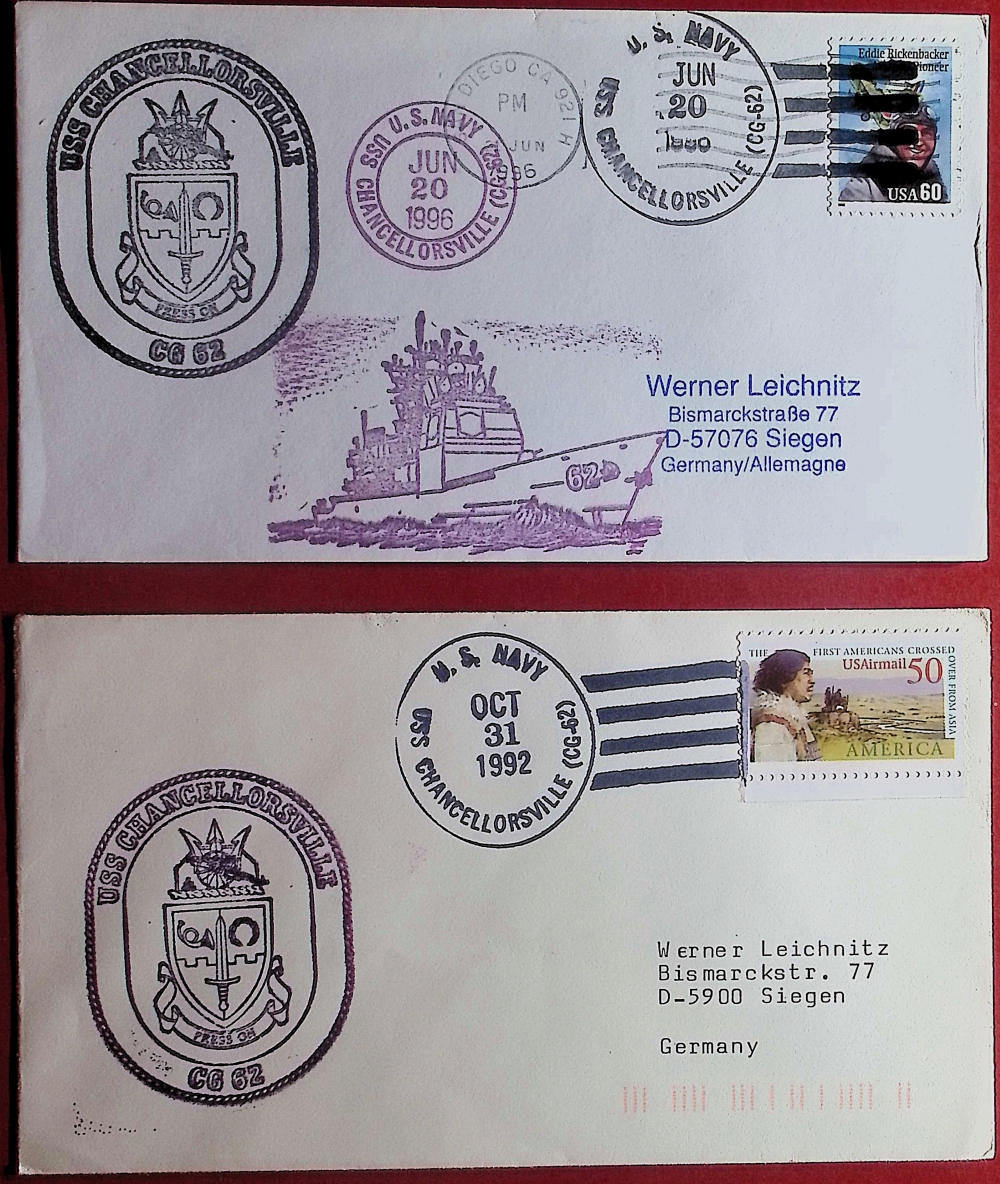 USS CHANCELLORSVILLE
PRESS ON
CG 62
USS U.S. NAVY
JUN
20
1996
CHANCELLORSVILLE
DIEGO CA 921
PM
JUN
U. S. NAVY
JUN
20
USS CHANCELLORSVILLE (CG-62)
Eddie Rickenbacker
Pioneer
USA 60
62
Werner Leichnitz
Bismarckstraße 77
D-57076 Siegen
Germany/Allemagne
U. S. NAVY
OCT
31
1992
USS CHANCELLORSVILLE (CG-62)
THE FIRST AMERICANS CROSSED
OVER FROM ASIA
USAirmail 50
AMERICA
USS CHANCELLORSVILLE
PRESS ON
CG 62
Werner Leichnitz
Bismarckstr. 77
D-5900 Siegen
Germany